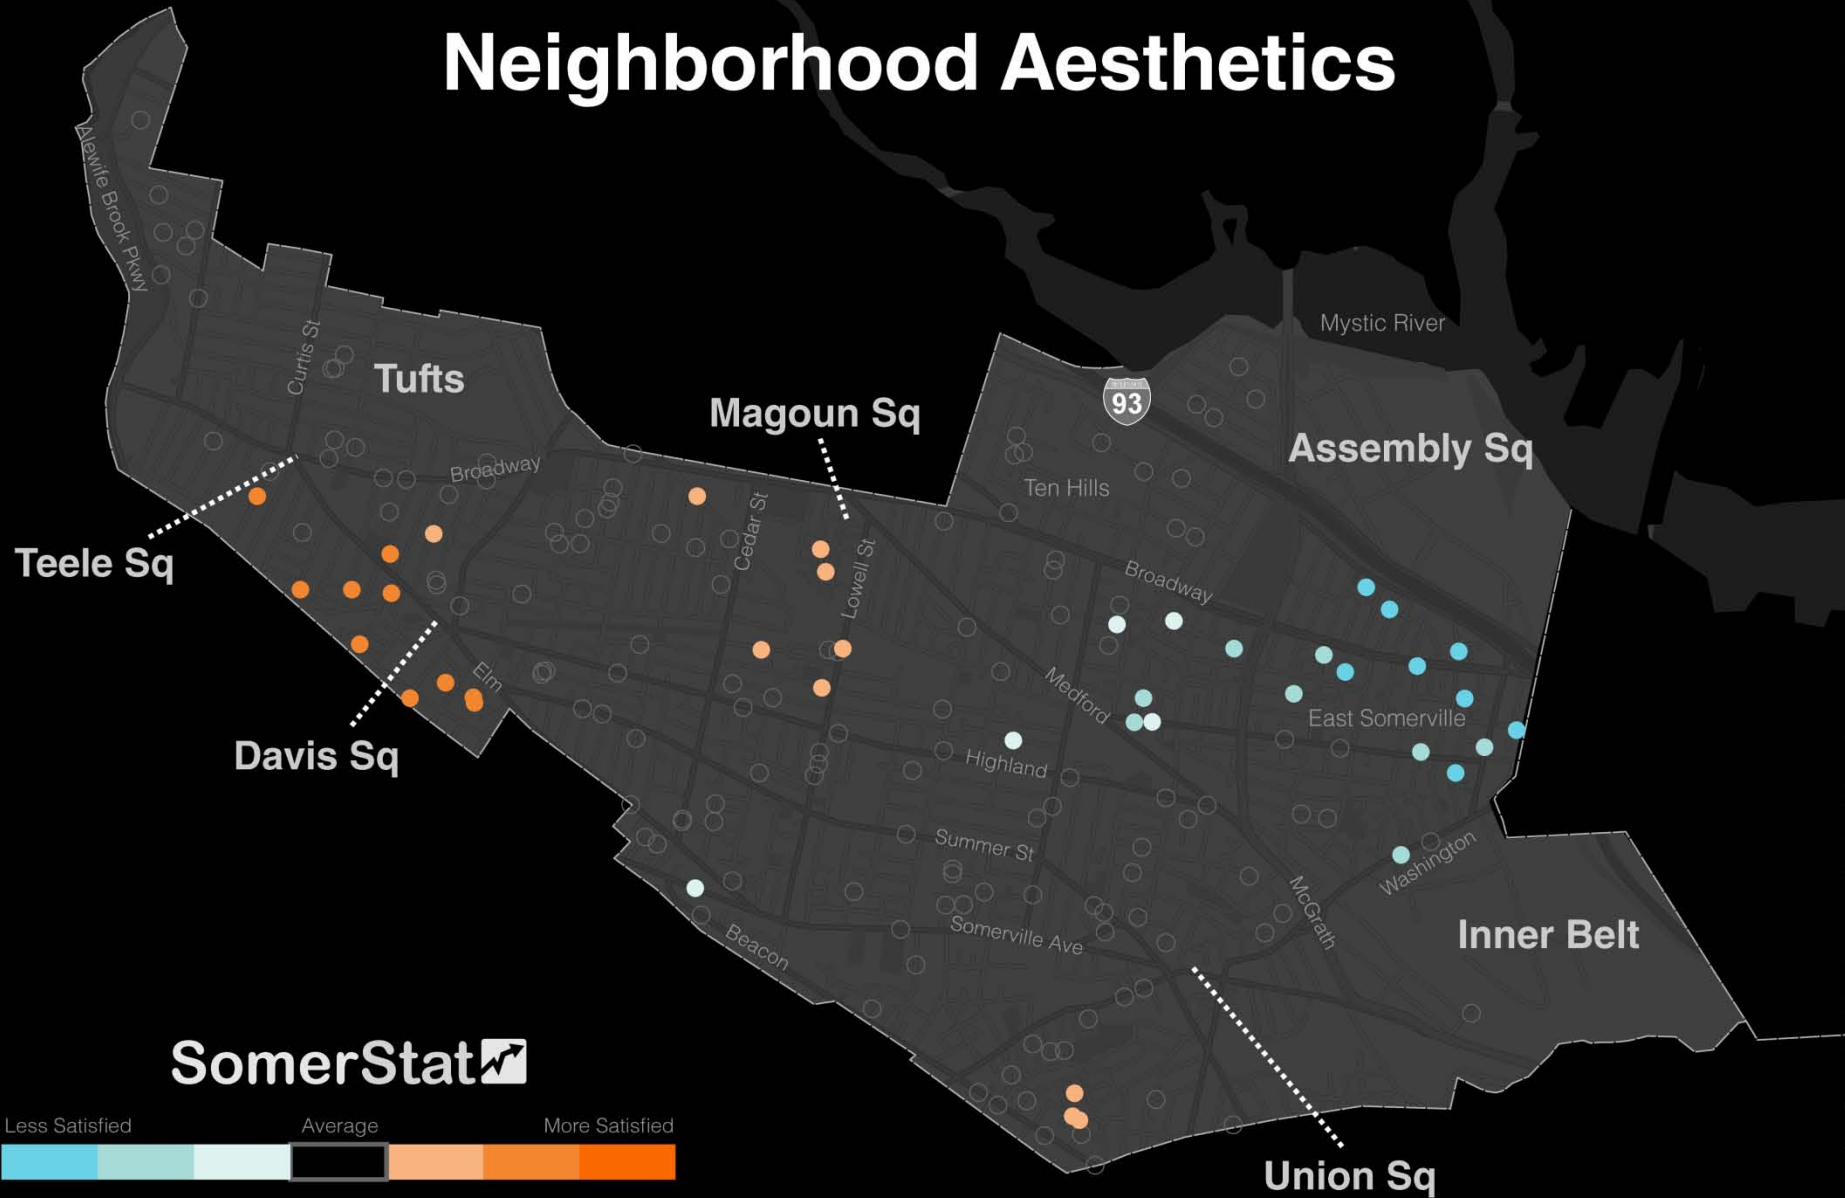 Neighborhood Aesthetics
Alewife Brook Pkwy
Mystic River
Curtis St
Tufts
93
Magoun Sq
Assembly Sq
Broadway
Ten Hills
Cedar St
Teele Sq
Lowell St
Broadway
Elm
Medford
East Somerville
Davis Sq
Highland
Summer St
Washington
McGrath
Somerville Ave
Inner Belt
Beacon
SomerStat
Less Satisfied
Average
More Satisfied
Union Sq